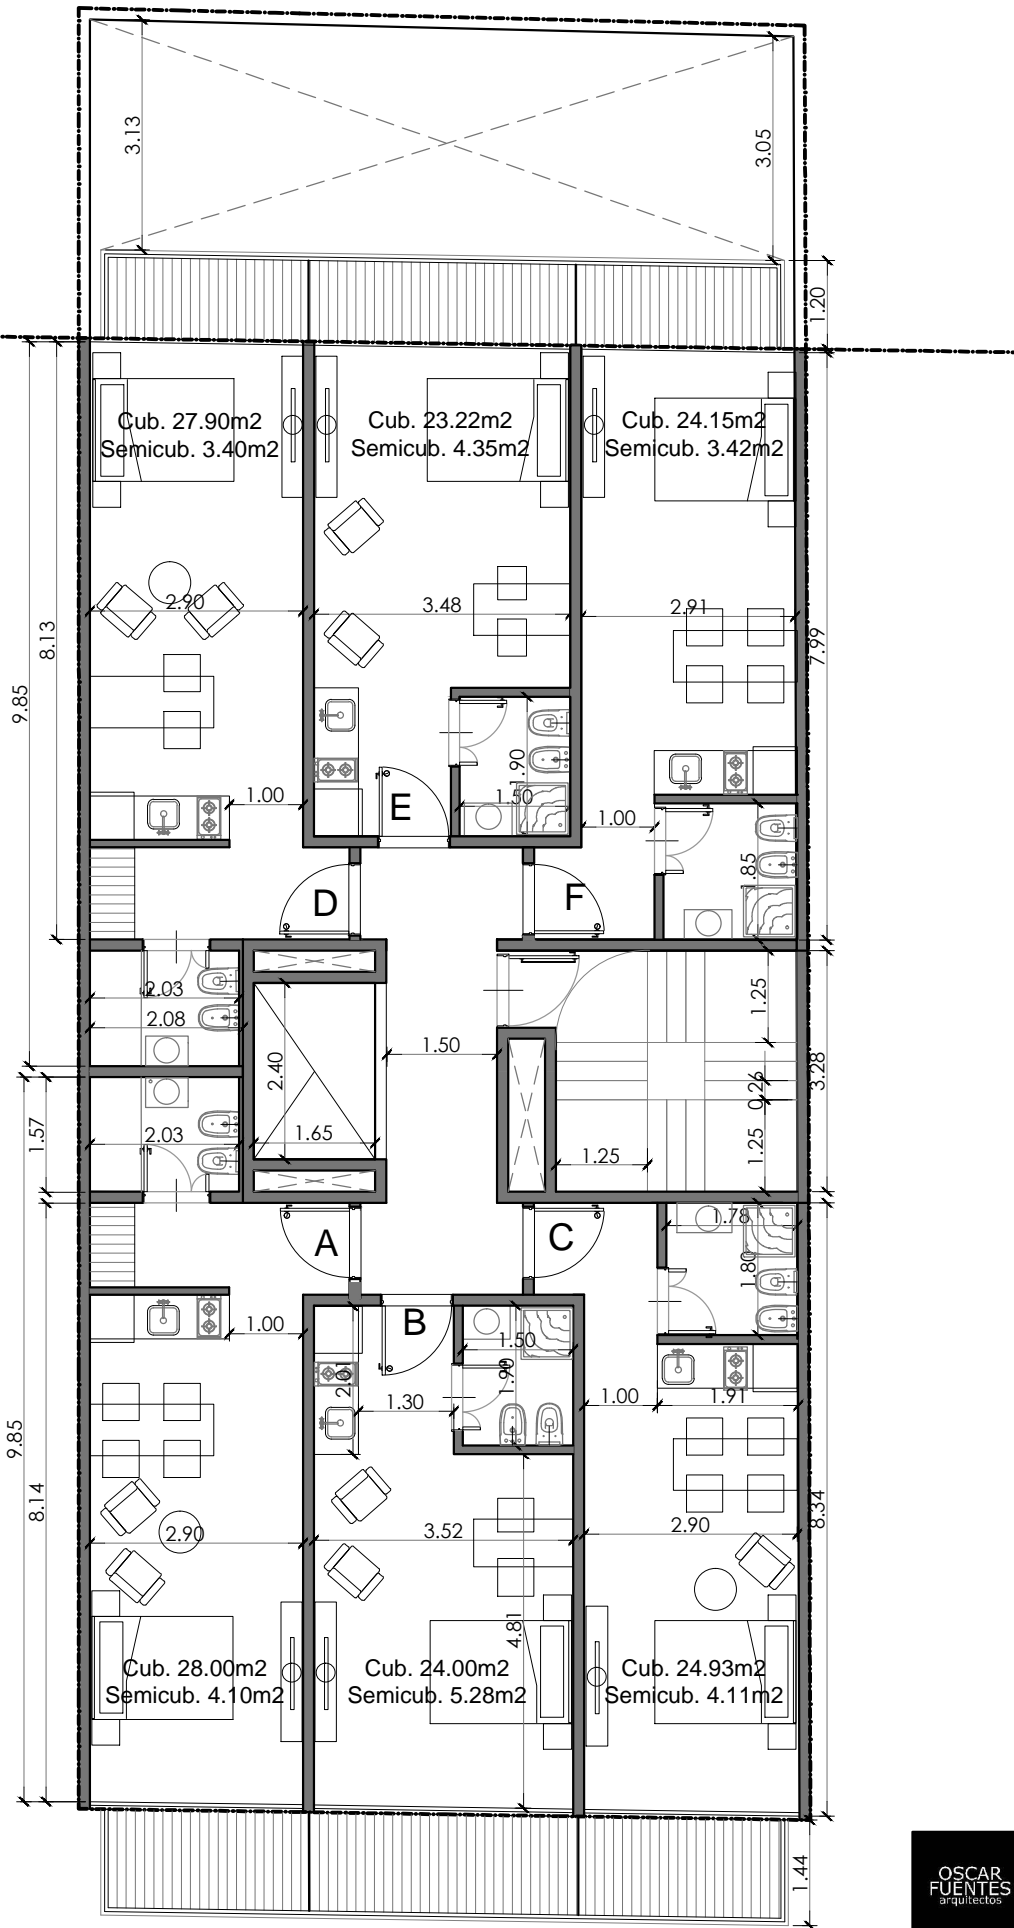 3.13
3.05
1.20
Cub. 27.90m2
Semicub. 3.40m2
Cub. 23.22m2
Semicub. 4.35m2
Cub. 24.15m2
Semicub. 3.42m2
2.90
3.48
2.91
8.13
9.85
7.99
1.90
1.50
1.00
E
1.00
.85
D
F
2.03
2.08
2.40
1.50
1.25
3.28
0.26
1.65
1.25
1.25
1.57
2.03
A
C
1.78
1.80
B
1.00
1.50
2.01
1.90
1.30
1.00
1.91
9.85
8.14
8.34
2.90
3.52
2.90
4.81
Cub. 28.00m2
Semicub. 4.10m2
Cub. 24.00m2
Semicub. 5.28m2
Cub. 24.93m2
Semicub. 4.11m2
1.44
OSCAR
FUENTES
arquitectos